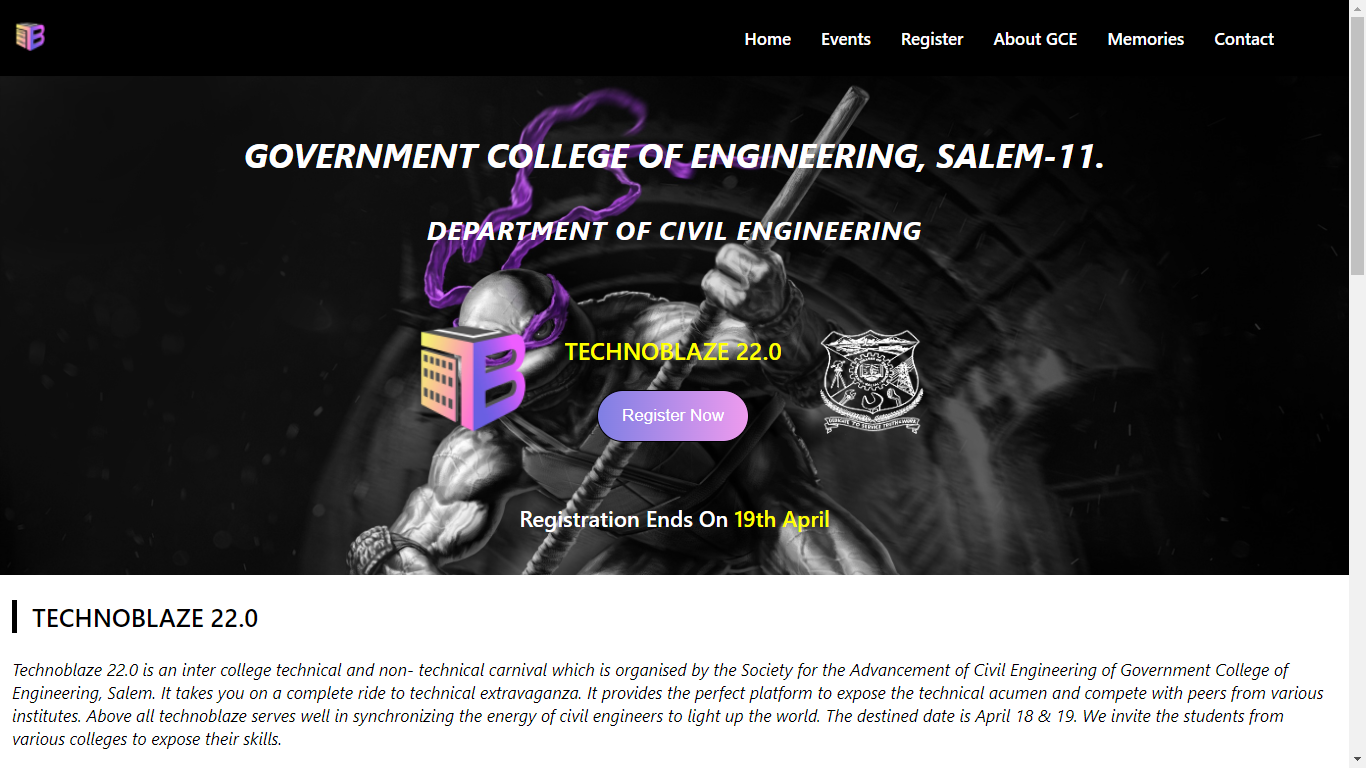 Home Events Register About GCE Memories Contact
GOVERNMENT COLLEGE OF ENGINEERING, SALEM-11.
DEPARTMENT OF CIVIL ENGINEERING
TECHNOBLAZE 22.0
Register Now
Registration Ends On 19th April
TECHNOBLAZE 22.0
Technoblaze 22.0 is an inter college technical and non- technical carnival which is organised by the Society for the Advancement of Civil Engineering of Government College of
Engineering, Salem. It takes you on a complete ride to technical extravaganza. It provides the perfect platform to expose the technical acumen and compete with peers from various
institutes. Above all technoblaze serves well in synchronizing the energy of civil engineers to light up the world. The destined date is April 18 & 19. We invite the students from
various colleges to expose their skills.